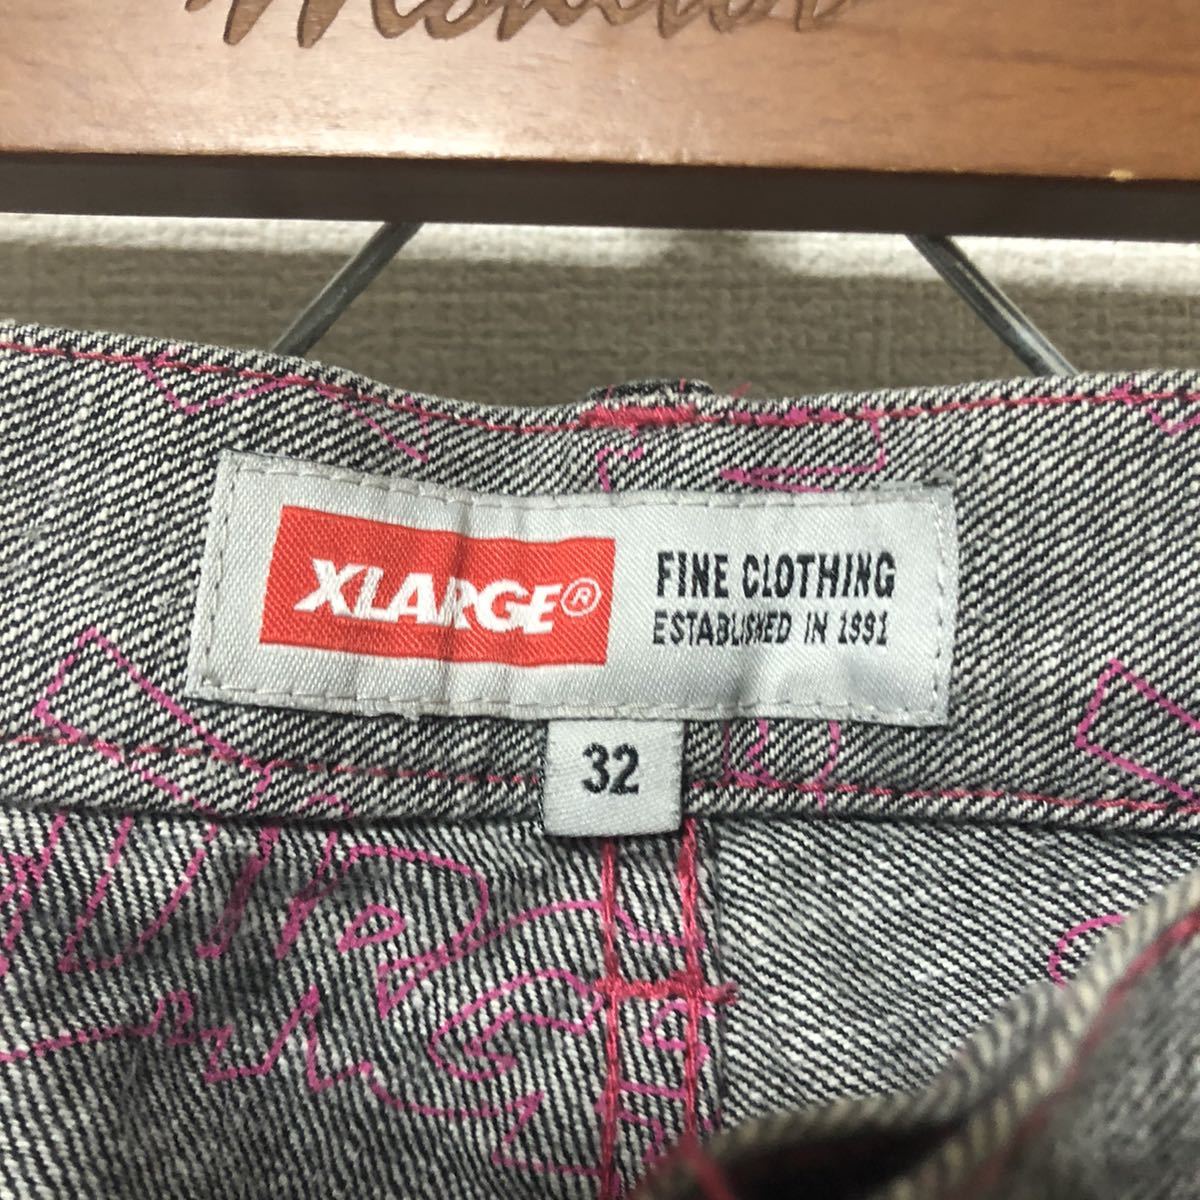 XLARGE®
FINE CLOTHING
ESTABLISHED IN 1991
32